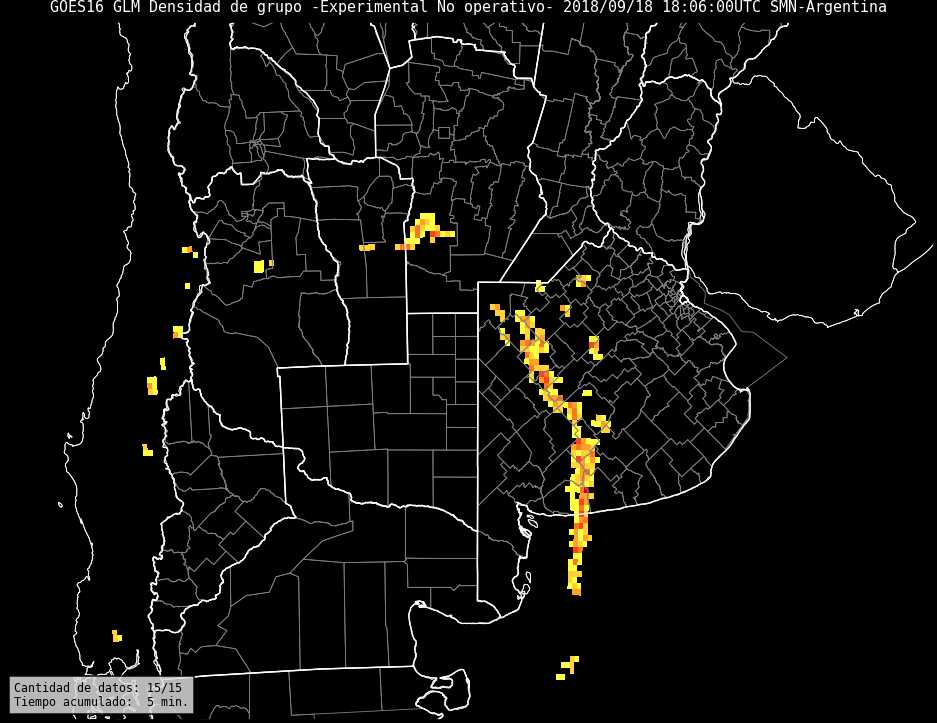 GOES16 GLM Densidad de grupo -Experimental No operativo- 2018/09/18 18:06:00UTC SMN-Argentina
Cantidad de datos: 15/15
Tiempo acumulado:  5 min.